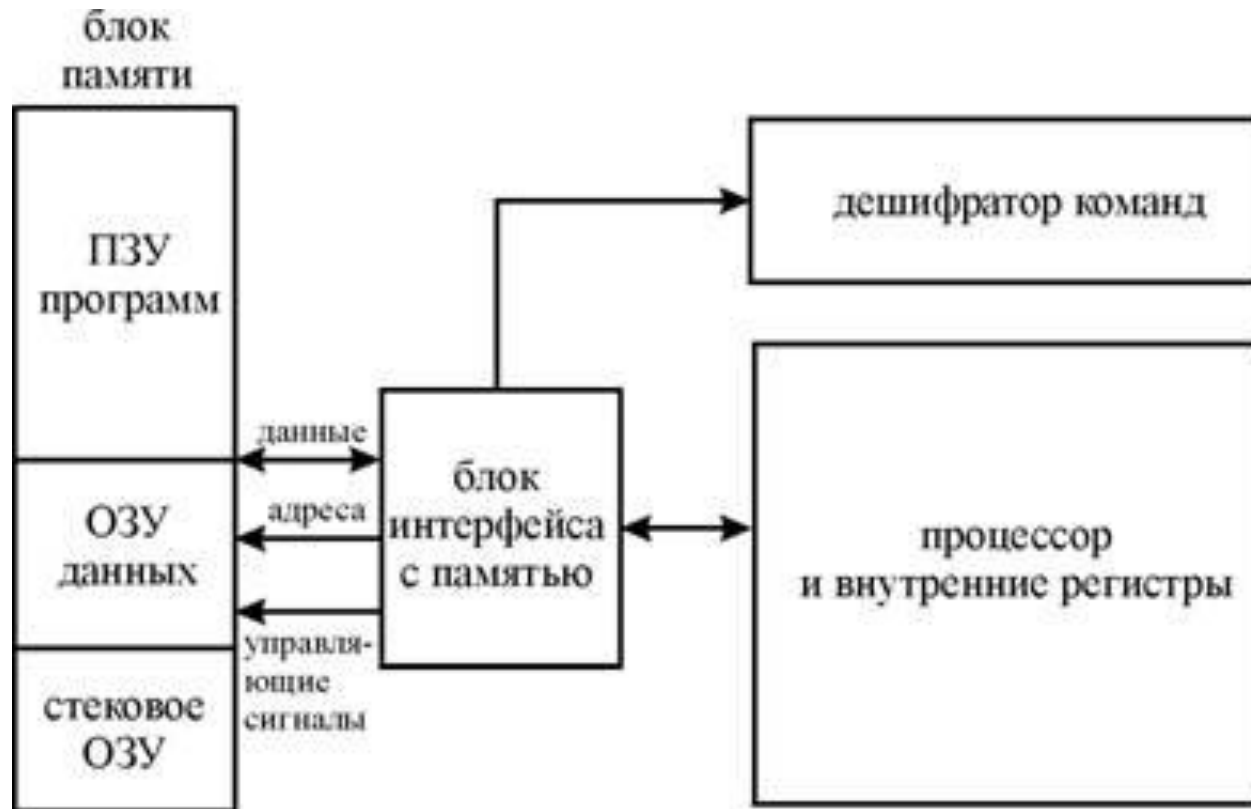 блок
памяти
ПЗУ
программ
ОЗУ
данных
стековое
ОЗУ
данные
адреса
управля-
ющие
сигналы
блок
интерфейса
с памятью
дешифратор команд
процессор
и внутренние регистры